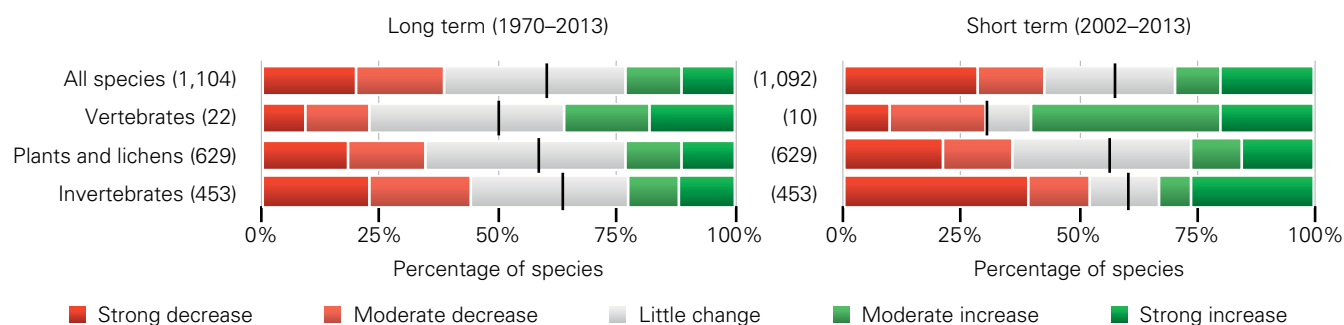 Long term (1970–2013)
Short term (2002–2013)
All species (1,104)
(1,092)
Vertebrates (22)
(10)
Plants and lichens (629)
(629)
Invertebrates (453)
(453)
0% 25% 50% 75% 100%
0% 25% 50% 75% 100%
Percentage of species
Percentage of species
Strong decrease
Moderate decrease
Little change
Moderate increase
Strong increase